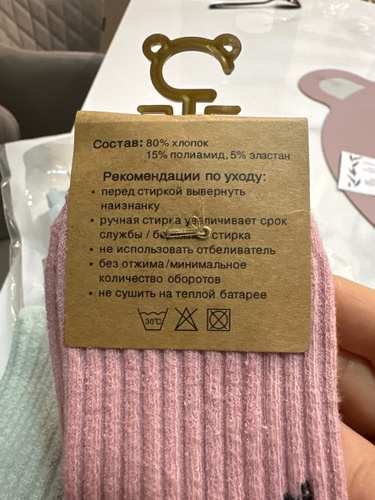 Состав: 80% хлопок
15% полиамид, 5% эластан
Рекомендации по уходу:
• перед стиркой вывернуть
наизнанку
• ручная стирка увеличивает срок
службы / стирка
• не использовать отбеливатель
• без отжима/минимальное
количество оборотов
• не сушить на теплой батарее
30°C